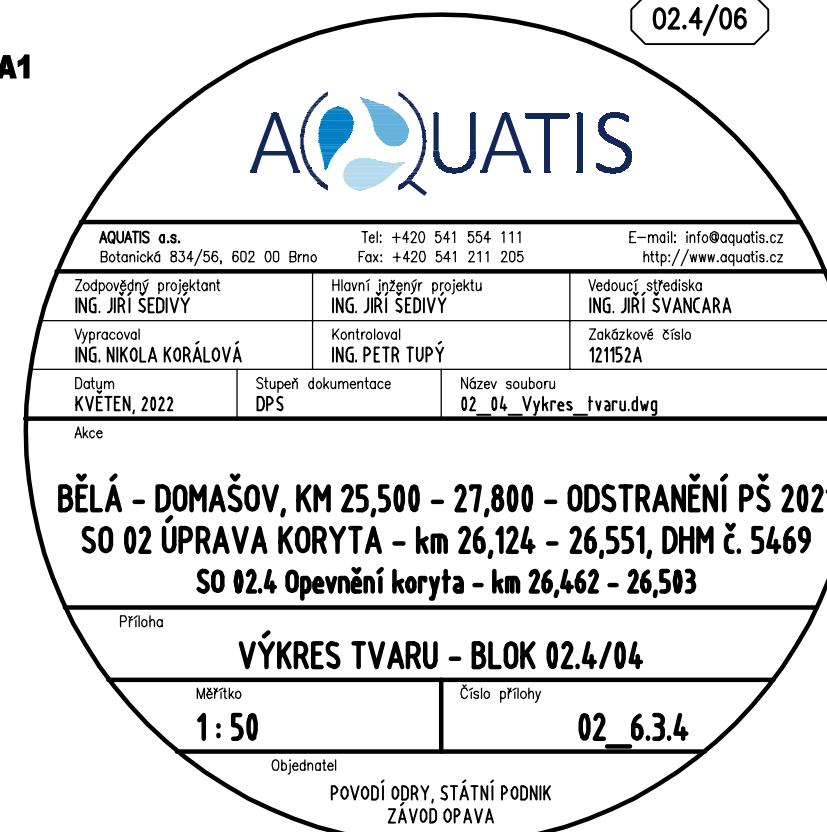 02.4/06
A1
AQUATIS
AQUATIS a.s.
Botanická 834/56, 602 00 Brno
Tel: +420 541 554 111
Fax: +420 541 211 205
E-mail: info@aquatis.cz
http://www.aquatis.cz
Zodpovědný projektant
ING. JIŘÍ ŠEDIVÝ
Hlavní inženýr projektu
ING. JIŘÍ ŠEDIVÝ
Vedoucí střediska
ING. JIŘÍ ŠVANCARA
Vypracoval
ING. NIKOLA KORÁLOVÁ
Kontroloval
ING. PETR TUPÝ
Zakázkové číslo
121152A
Datum
KVĚTEN, 2022
Stupeň dokumentace
DPS
Název souboru
02_04_Vykres_tvaru.dwg
Akce
BĚLÁ - DOMAŠOV, KM 25,500 - 27,800 - ODSTRANĚNÍ PŠ 2021
SO 02 ÚPRAVA KORYTA - km 26,124 - 26,551, DHM č. 5469
SO 02.4 Opevnění koryta - km 26,462 - 26,503
Příloha
VÝKRES TVARU - BLOK 02.4/04
Měřítko
1:50
Číslo přílohy
02_6.3.4
Objednatel
POVODÍ ODRY, STÁTNÍ PODNIK
ZÁVOD OPAVA